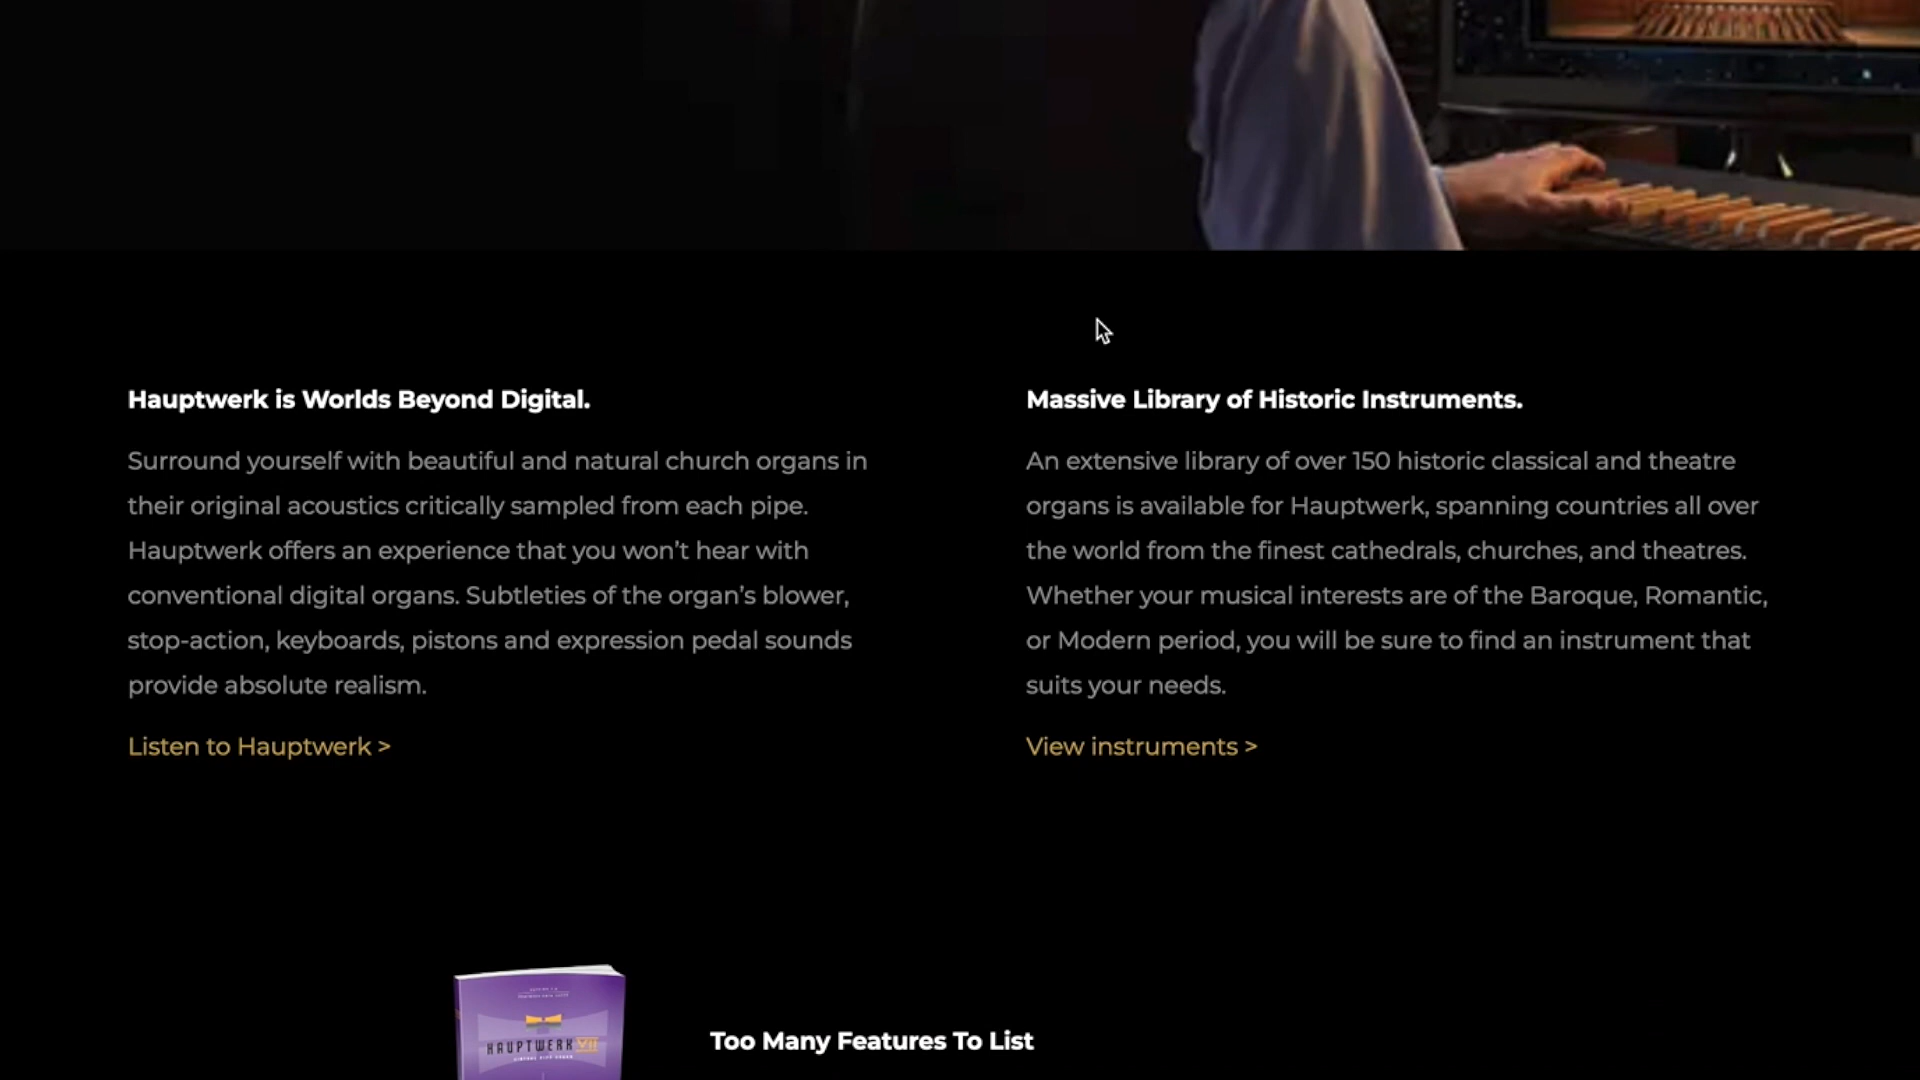 Hauptwerk is Worlds Beyond Digital.
Surround yourself with beautiful and natural church organs in
their original acoustics critically sampled from each pipe.
Hauptwerk offers an experience that you won’t hear with
conventional digital organs. Subtleties of the organ’s blower,
stop-action, keyboards, pistons and expression pedal sounds
provide absolute realism.
Listen to Hauptwerk >
Massive Library of Historic Instruments.
An extensive library of over 150 historic classical and theatre
organs is available for Hauptwerk, spanning countries all over
the world from the finest cathedrals, churches, and theatres.
Whether your musical interests are of the Baroque, Romantic,
or Modern period, you will be sure to find an instrument that
suits your needs.
View instruments >
HAUPTWERK VII
Too Many Features To List